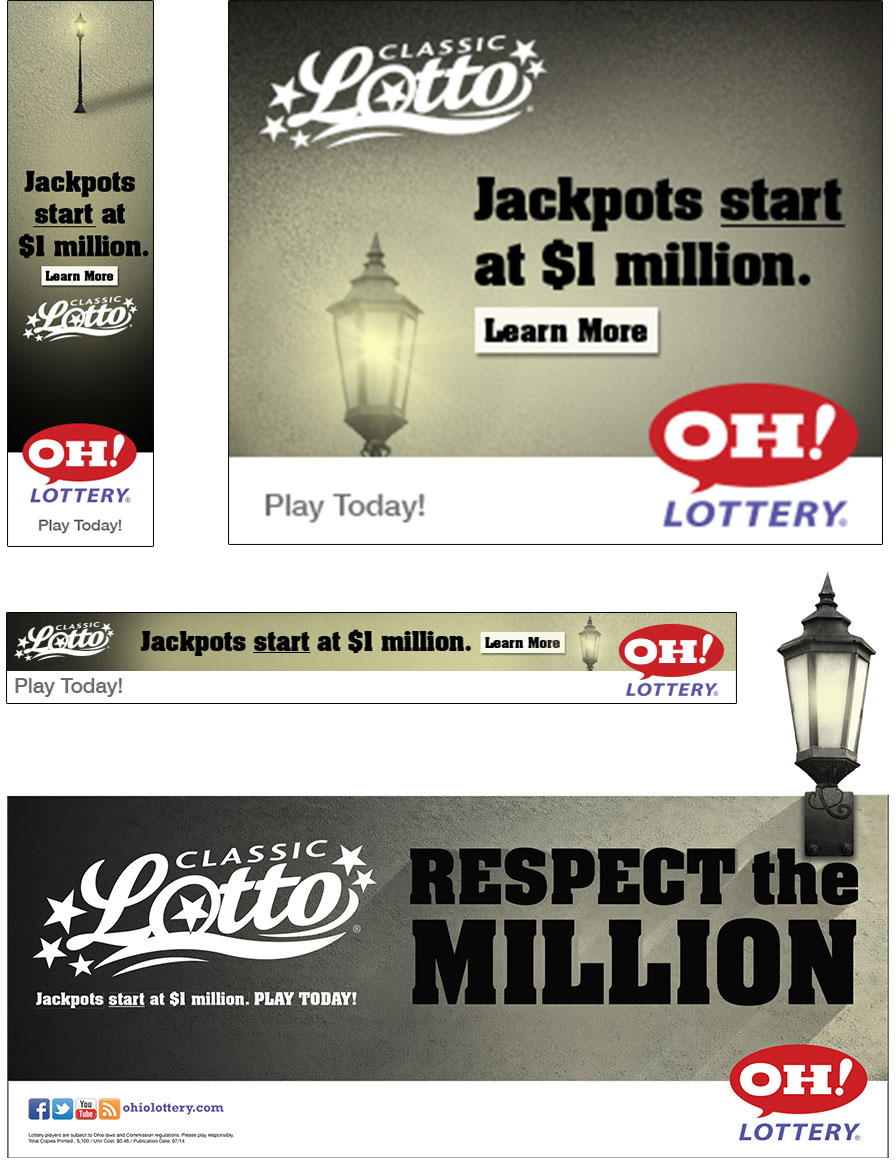 Jackpots
start at
$1 million.
Learn More
CLASSIC
Lotto
OH!
LOTTERY®
Play Today!
CLASSIC
Lotto®
Jackpots start
at $1 million.
Learn More
OH!
LOTTERY®
Play Today!
CLASSIC
Lotto
Jackpots start at $1 million.
Learn More
OH!
LOTTERY®
Play Today!
CLASSIC
Lotto®
Jackpots start at $1 million. PLAY TODAY!
RESPECT the
MILLION
f You Tube ohiolottery.com
Lottery players are subject to Ohio laws and Commission regulations. Please play responsibly.
Total Copies Printed : 5,100 / Unit Cost: $0.46 / Publication Date: 07/14
OH!
LOTTERY®